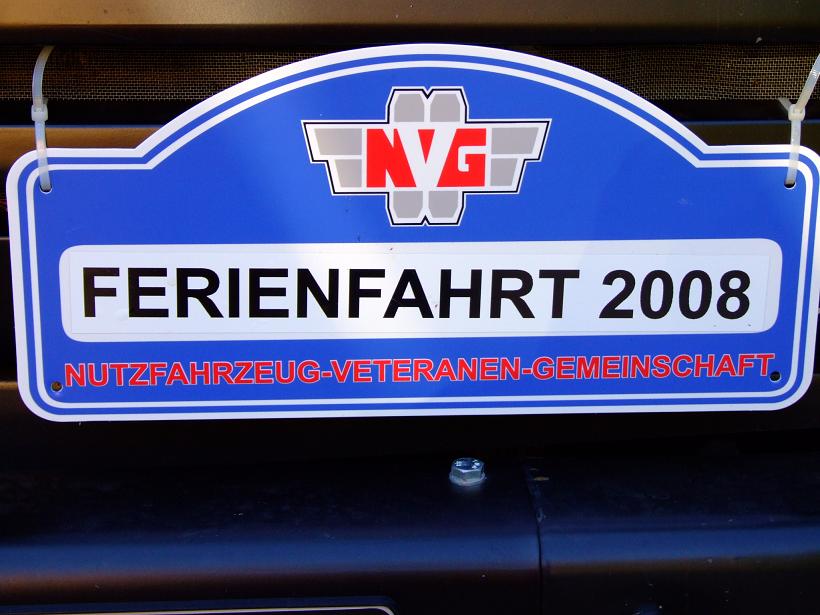 NVG
FERIENFAHRT 2008
NUTZFAHRZEUG-VETERANEN-GEMEINSCHAFT